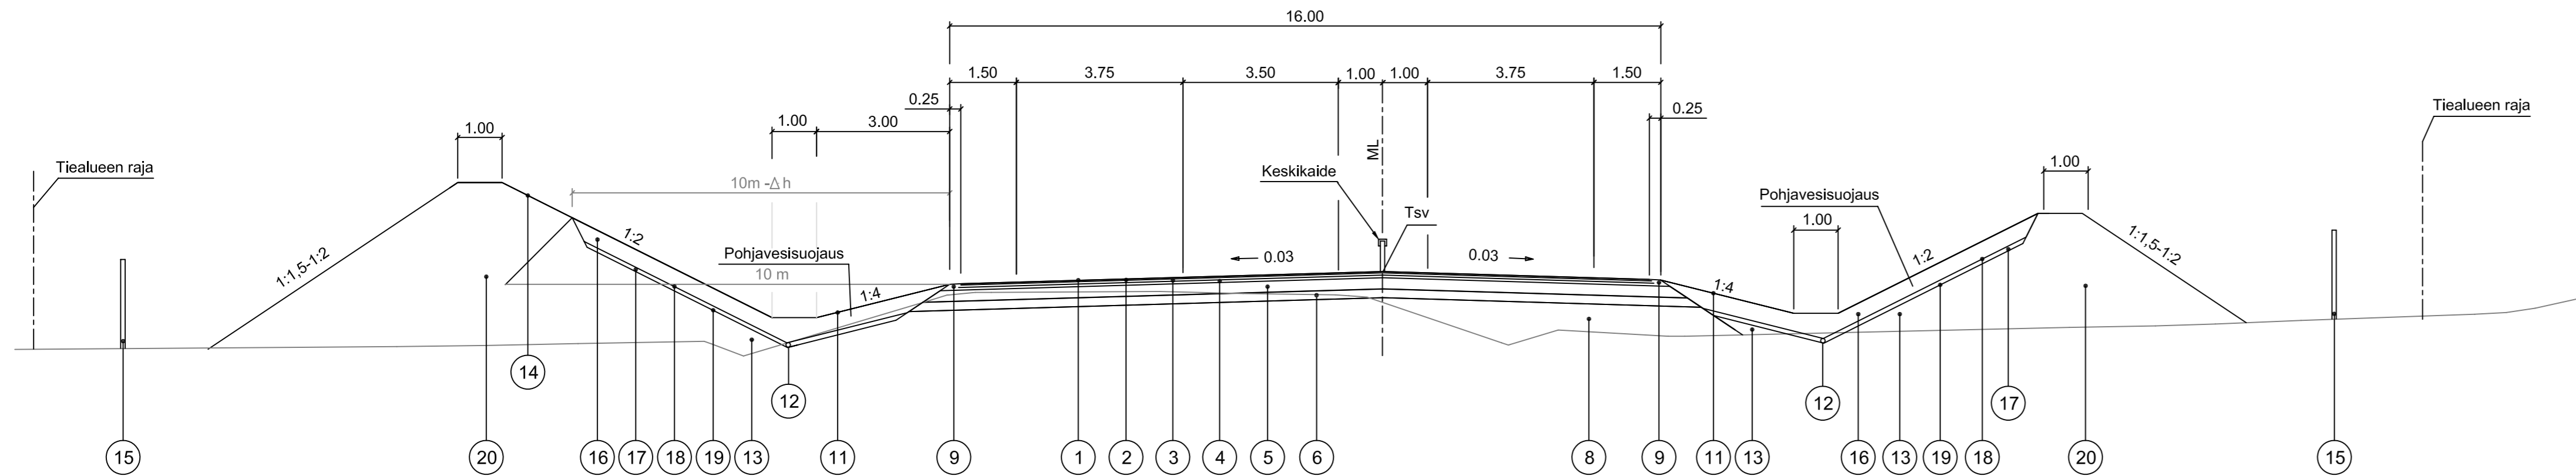 16.00
1.50 3.75 3.50 1.00 1.00 3.75 1.50
0.25 0.25
Tiealueen raja
1.00 1.00 3.00
ML
Tiealueen raja
Keskikaide
1.00
10m -Δ h
Pohjavesisuojaus
Tsv
1.00
1:2
1:1,5-1:2
Pohjavesisuojaus
0.03 0.03
1:2
1:1,5-1:2
10 m
1:4
1:4
14
12
12
17
15 20 16 17 18 19 13 11 9 1 2 3 4 5 6 8 9 11 13 16 13 19 18 20 15